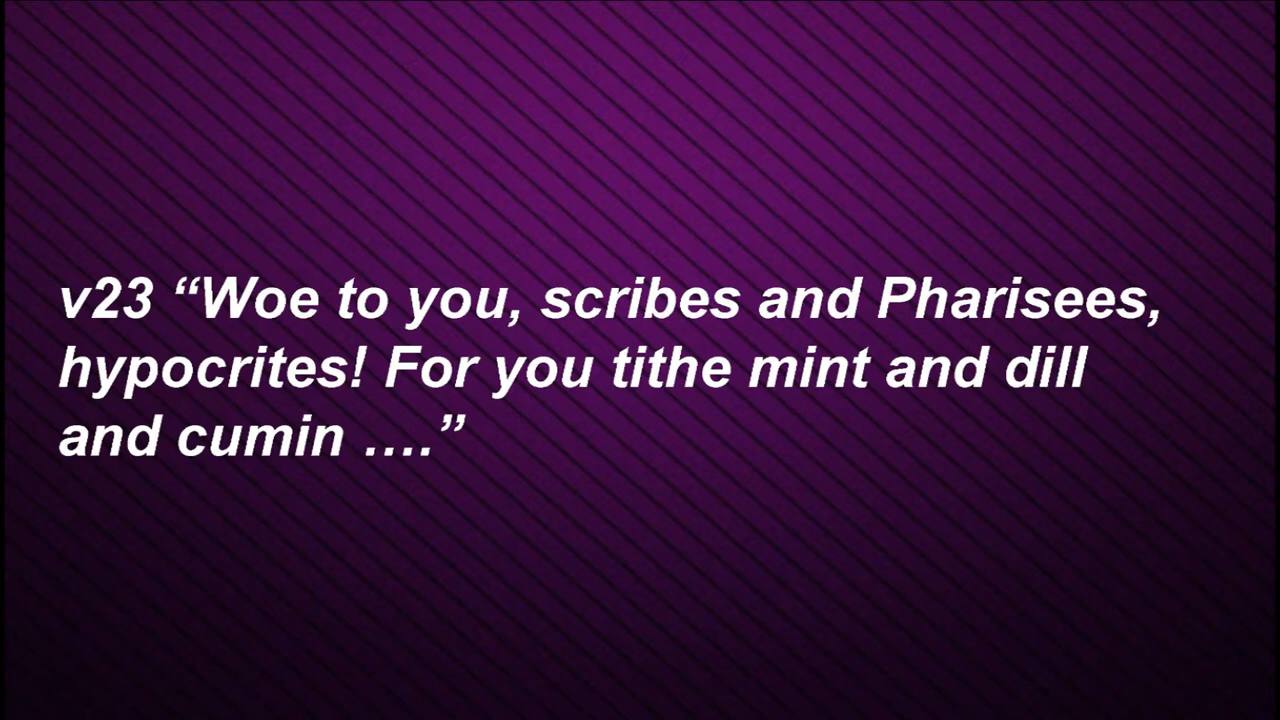 v23 “Woe to you, scribes and Pharisees,
hypocrites! For you tithe mint and dill
and cumin ….”